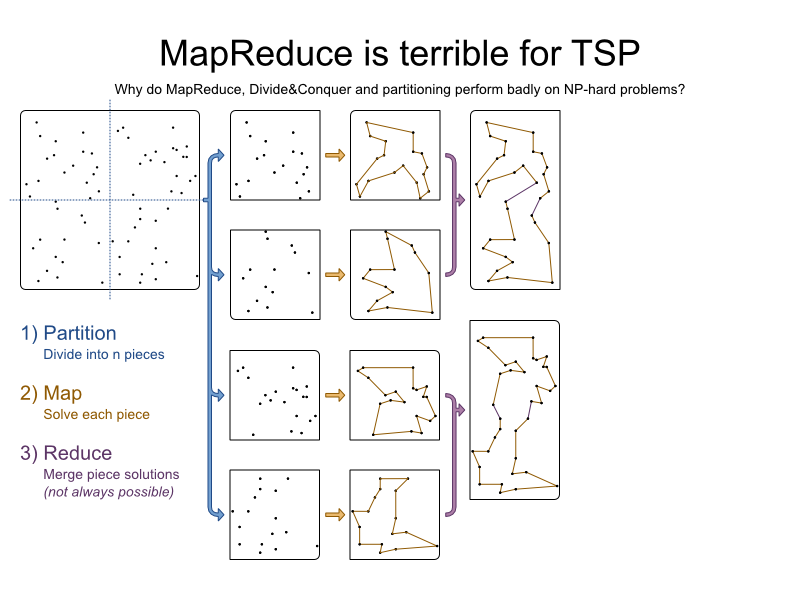 MapReduce is terrible for TSP
Why do MapReduce, Divide&Conquer and partitioning perform badly on NP-hard problems?
1) Partition
Divide into n pieces
2) Map
Solve each piece
3) Reduce
Merge piece solutions
(not always possible)